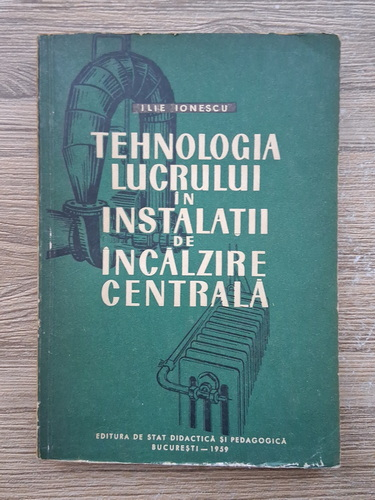 ILIE IONESCU
TEHNOLOGIA
LUCRULUI
ÎN
INSTALAȚII
DE
ÎNCĂLZIRE
CENTRALĂ
EDITURA DE STAT DIDACTICĂ ȘI PEDAGOGICĂ
BUCUREȘTI — 1959